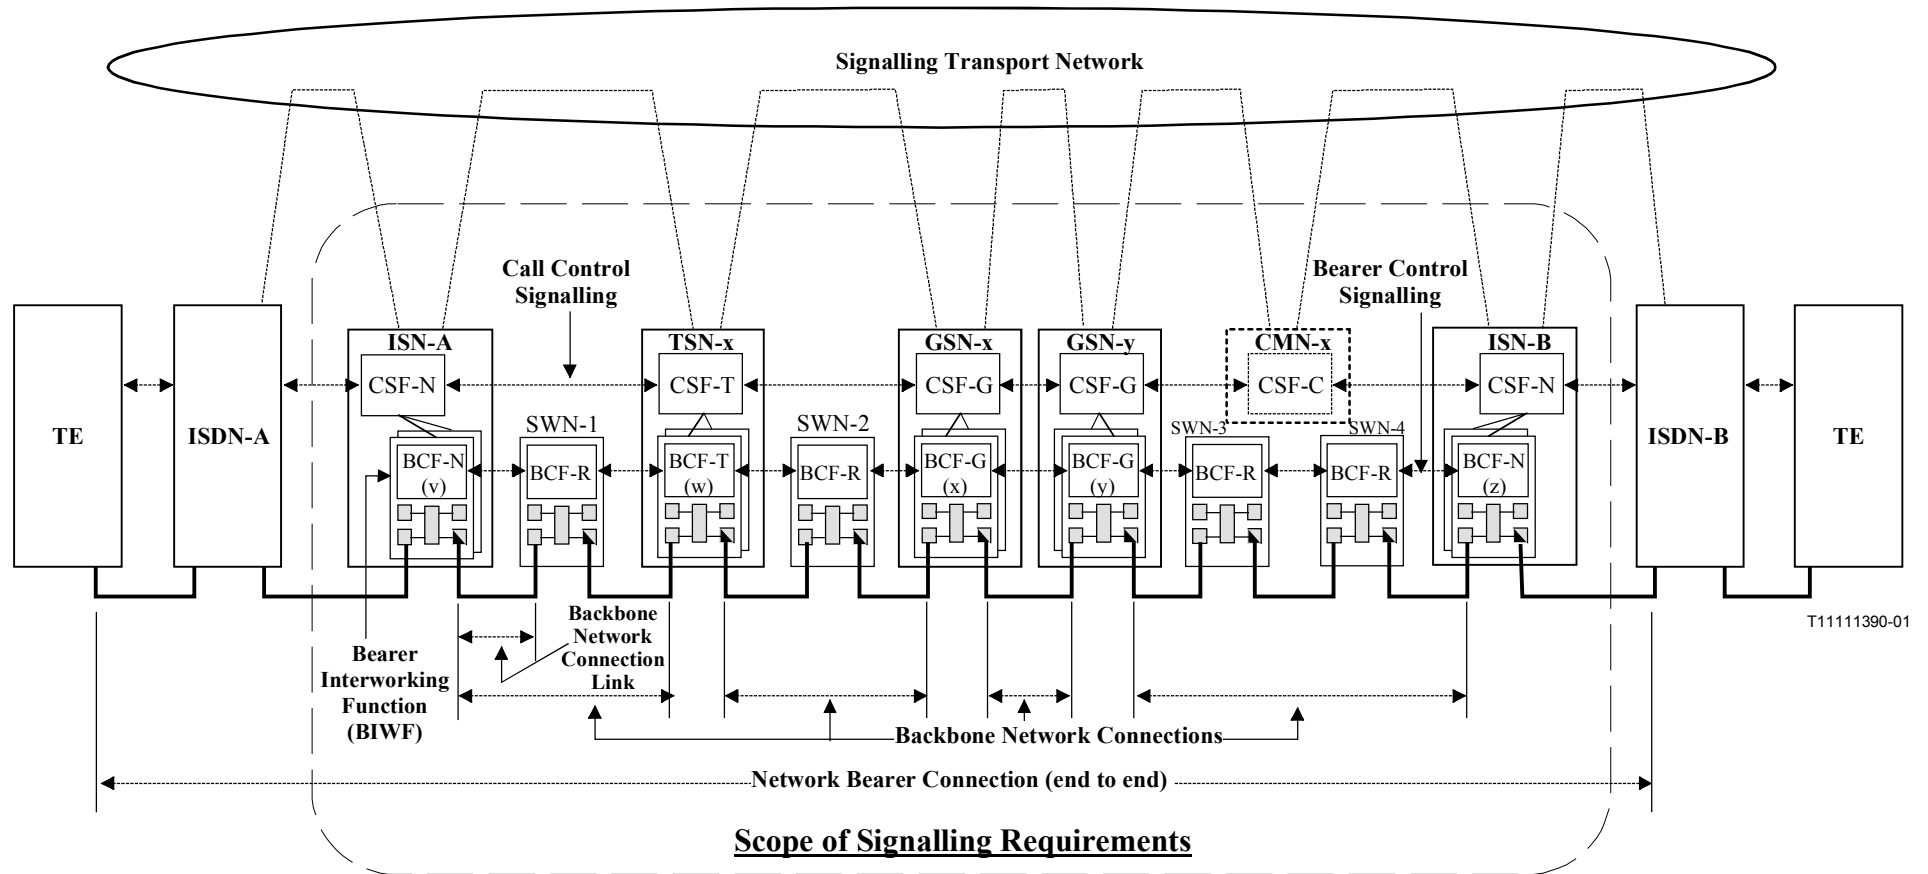 Signalling Transport Network
Call Control
Signalling
Bearer Control
Signalling
ISN-A
TSN-x
GSN-x
GSN-y
CMN-x
ISN-B
CSF-N
CSF-T
CSF-G
CSF-G
CSF-C
CSF-N
TE
ISDN-A
SWN-1
SWN-2
SWN-3
SWN-4
ISDN-B
TE
BCF-N
(v)
BCF-R
BCF-T
(w)
BCF-R
BCF-G
(x)
BCF-G
(y)
BCF-R
BCF-R
BCF-N
(z)
T11111390-01
Backbone
Network
Connection
Link
Bearer
Interworking
Function
(BIWF)
Backbone Network Connections
Network Bearer Connection (end to end)
Scope of Signalling Requirements